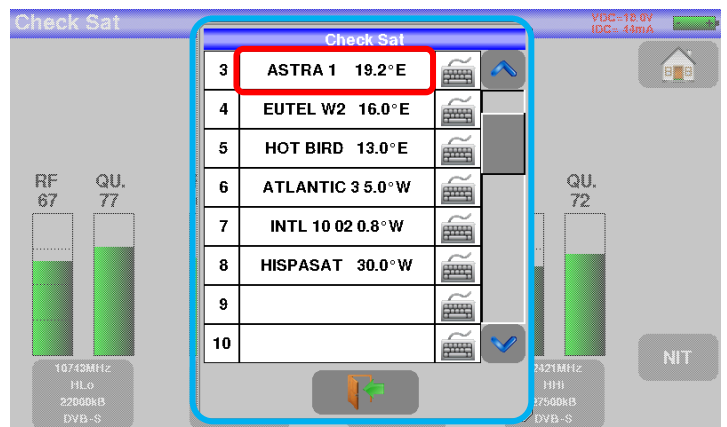 Check Sat
VDC=18.0V
IDC= 44mA
Check Sat
3 ASTRA 1 19.2°E
4 EUTEL W2 16.0°E
5 HOT BIRD 13.0°E
6 ATLANTIC 3 5.0°W
7 INTL 10 02 0.8°W
8 HISPASAT 30.0°W
9
10
RF QU.
67 77
QU.
72
10743MHz
HLo
22000kB
DVB-S
2421MHz
HHi
27500kB
DVB-S
NIT